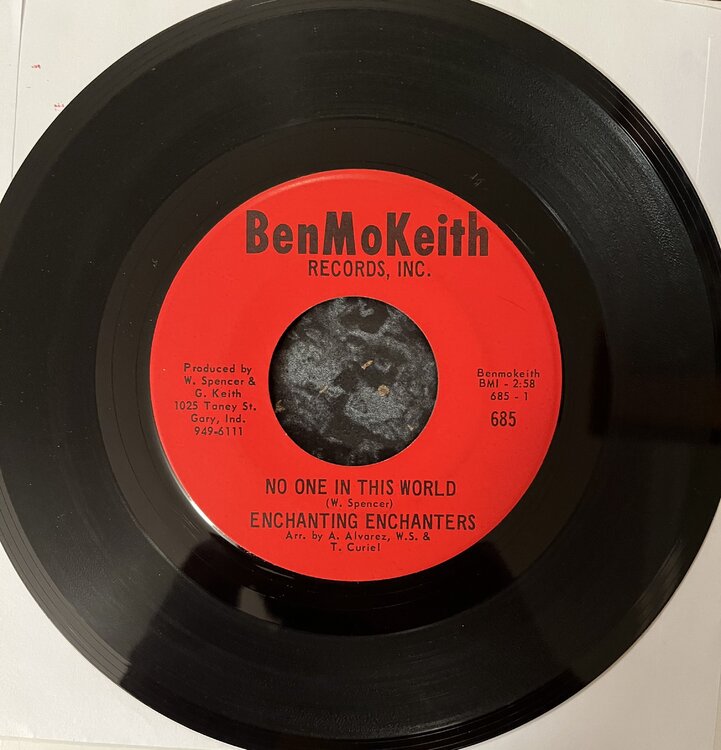 BenMoKeith
RECORDS, INC.
Produced by
W. Spencer &
G. Keith
1025 Taney St.
Gary, Ind.
949-6111
Benmokeith
BMI - 2:58
685 - 1
685
NO ONE IN THIS WORLD
(W. Spencer)
ENCHANTING ENCHANTERS
Arr. by A. Alvarez, W.S. &
T. Curiel